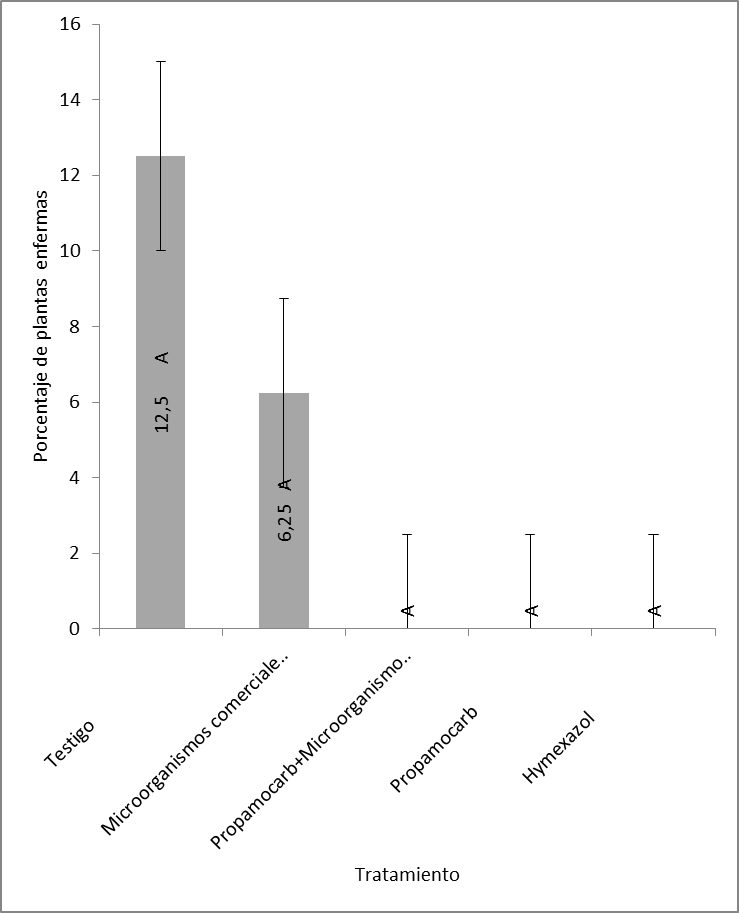 16
14
12
10
8
6
4
2
0
Porcentaje de plantas enfermas
12,5 A
6,25 A
A
A
A
Testigo
Microorganismos comerciale..
Propamocarb+Microorganismo..
Propamocarb
Hymexazol
Tratamiento